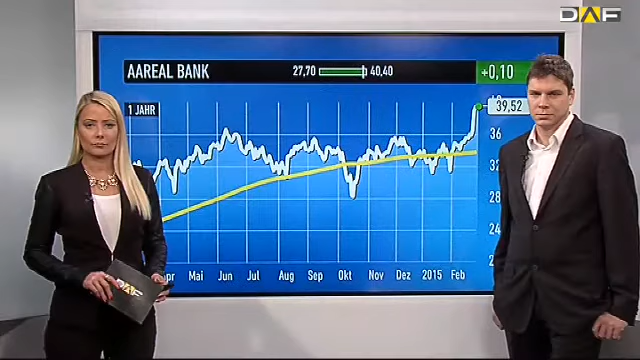 DAF
AAREAL BANK 27,70 40,40 +0,10
1 JAHR
39,52
36
32
28
24
Mai Jun Jul Aug Sep Okt Nov Dez 2015 Feb
DAF